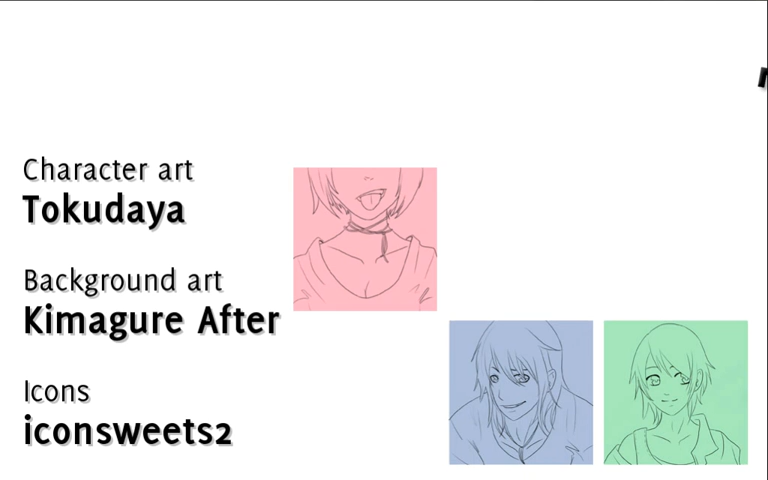 Character art
Tokudaya
Background art
Kimagure After
Icons
iconsweets2